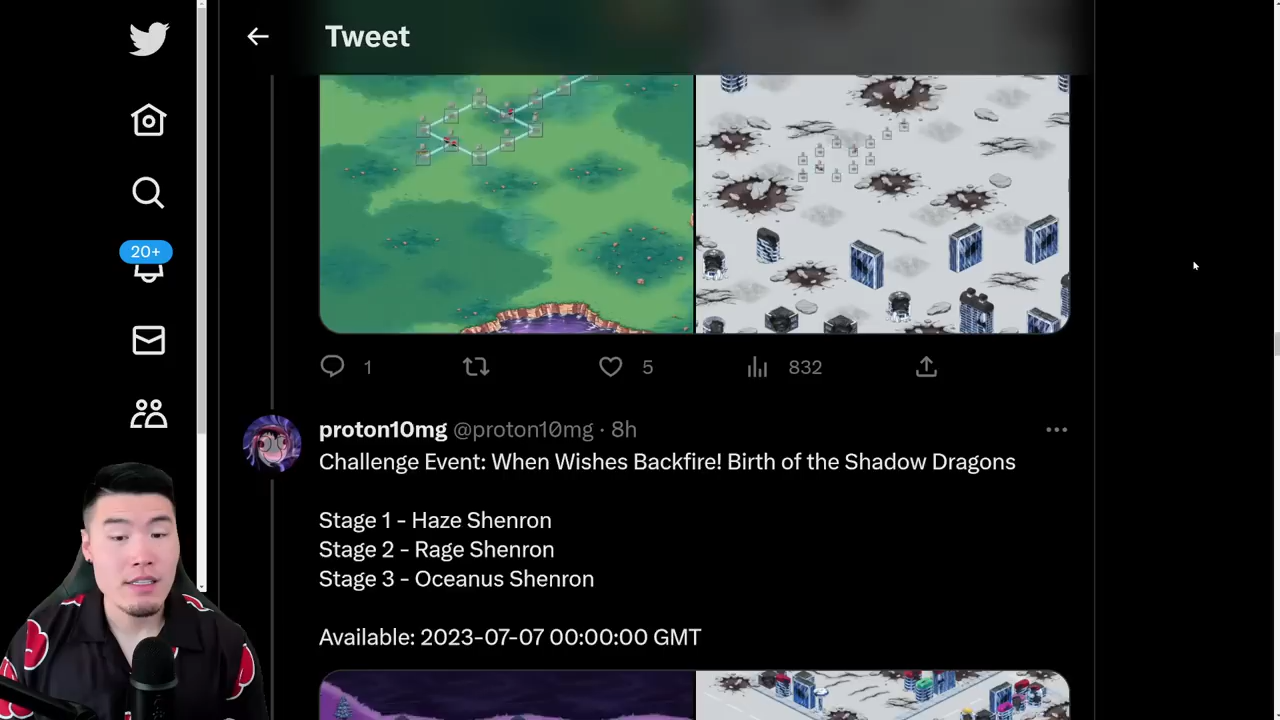 Tweet
20+
1
5
832
proton10mg @proton10mg · 8h
Challenge Event: When Wishes Backfire! Birth of the Shadow Dragons
Stage 1 - Haze Shenron
Stage 2 - Rage Shenron
Stage 3 - Oceanus Shenron
Available: 2023-07-07 00:00:00 GMT